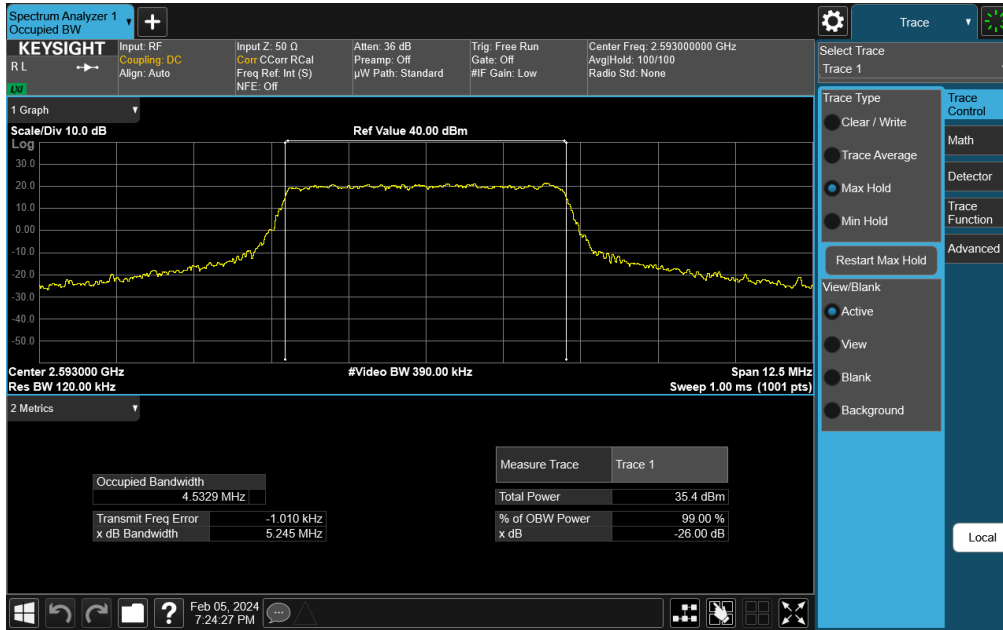 Spectrum Analyzer 1
Occupied BW
Trace
KEYSIGHT
R L
LXI
Input: RF
Coupling: DC
Align: Auto
Input Z: 50 Ω
Corr CCorr RCal
Freq Ref: Int (S)
NFE: Off
Atten: 36 dB
Preamp: Off
µW Path: Standard
Trig: Free Run
Gate: Off
#IF Gain: Low
Center Freq: 2.593000000 GHz
Avg|Hold: 100/100
Radio Std: None
Select Trace
Trace 1
1 Graph
Scale/Div 10.0 dB
Ref Value 40.00 dBm
Log
30.0
20.0
10.0
0.00
-10.0
-20.0
-30.0
-40.0
-50.0
Center 2.593000 GHz
#Video BW 390.00 kHz
Span 12.5 MHz
Res BW 120.00 kHz
Sweep 1.00 ms (1001 pts)
2 Metrics
Occupied Bandwidth
4.5329 MHz
Transmit Freq Error -1.010 kHz
x dB Bandwidth 5.245 MHz
Measure Trace Trace 1
Total Power 35.4 dBm
% of OBW Power 99.00 %
x dB -26.00 dB
Trace Type
Clear / Write
Trace Average
Max Hold
Min Hold
Restart Max Hold
View/Blank
Active
View
Blank
Background
Trace
Control
Math
Detector
Trace
Function
Advanced
Local
?
Feb 05, 2024
7:24:27 PM